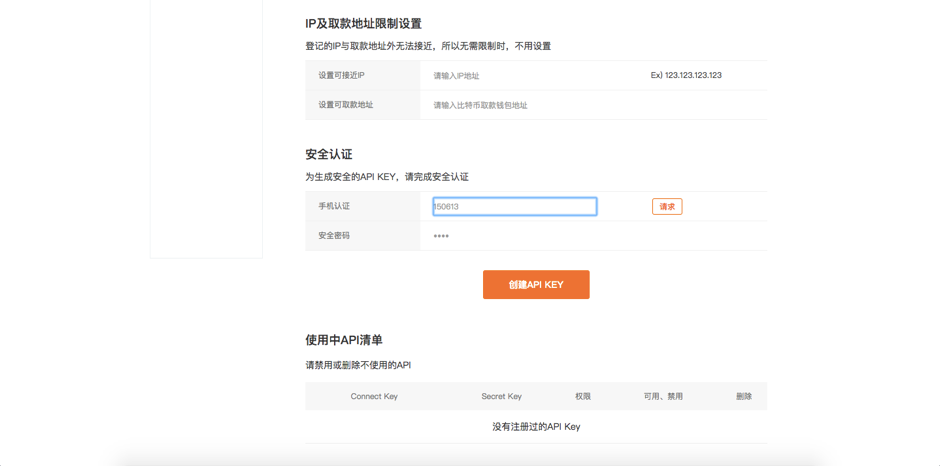 IP及取款地址限制设置
登记的IP与取款地址外无法接近，所以无需限制时，不用设置
设置可接近IP 请输入IP地址 Ex) 123.123.123.123
设置可取款地址 请输入比特币取款钱包地址
安全认证
为生成安全的API KEY，请完成安全认证
手机认证 150813 请求
安全密码 ****
创建API KEY
使用中API清单
请禁用或删除不使用的API
Connect Key Secret Key 权限 可用、禁用 删除
没有注册过的API Key